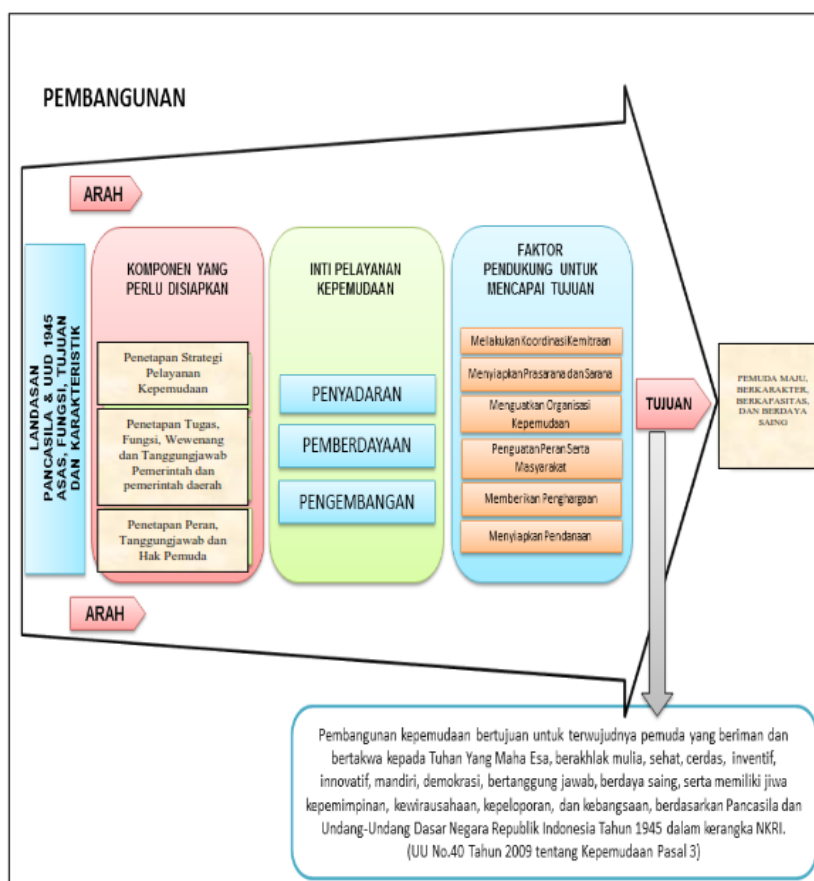 PEMBANGUNAN
ARAH
LANDASAN
PANCASILA & UUD 1945
ASAS, FUNGSI, TUJUAN
DAN KARAKTERISTIK
KOMPONEN YANG
PERLU DISIAPKAN
Penetapan Strategi
Pelayanan
Kepemudaan
Penetapan Tugas,
Fungsi, Wewenang
dan Tanggungjawab
Pemerintah dan
pemerintah daerah
Penetapan Peran,
Tanggungjawab dan
Hak Pemuda
INTI PELAYANAN
KEPEMUDAAN
PENYADARAN
PEMBERDAYAAN
PENGEMBANGAN
FAKTOR
PENDUKUNG UNTUK
MENCAPAI TUJUAN
Melakukan Koordinasi Kemitraan
Menyiapkan Prasarana dan Sarana
Menguatkan Organisasi
Kepemudaan
Penguatan Peran Serta
Masyarakat
Memberikan Penghargaan
Menyiapkan Pendanaan
TUJUAN
PEMUDA MAJU,
BERKARAKTER,
BERKAPASITAS,
DAN BERDAYA
SAING
ARAH
Pembangunan kepemudaan bertujuan untuk terwujudnya pemuda yang beriman dan
bertakwa kepada Tuhan Yang Maha Esa, berakhlak mulia, sehat, cerdas, inventif,
innovatif, mandiri, demokrasi, bertanggung jawab, berdaya saing, serta memiliki jiwa
kepemimpinan, kewirausahaan, kepeloporan, dan kebangsaan, berdasarkan Pancasila dan
Undang-Undang Dasar Negara Republik Indonesia Tahun 1945 dalam kerangka NKRI.
(UU No.40 Tahun 2009 tentang Kepemudaan Pasal 3)